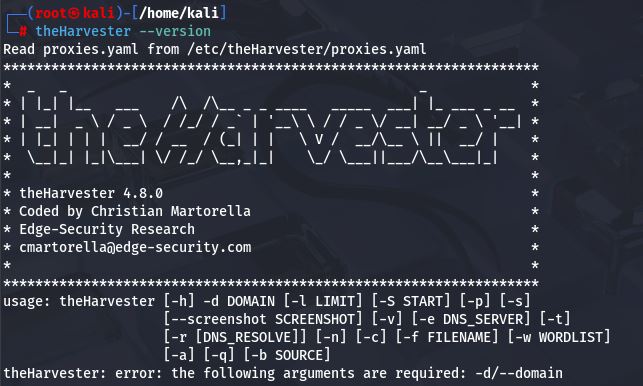 (root㉿kali)-[/home/kali]
# theHarvester --version
Read proxies.yaml from /etc/theHarvester/proxies.yaml
*******************************************************************
*  _   _                                            _             *
* | |_| |__   ___    /\  /\__ _ _ ____   _____  ___| |_ ___ _ __  *
* | __|  _ \ / _ \  / /_/ / _` | '__\ \ / / _ \/ __| __/ _ \ '__| *
* | |_| | | |  __/ / __  / (_| | |   \ V /  __/\__ \ ||  __/ |    *
*  \__|_| |_|\___| \/ /_/ \__,_|_|    \_/ \___||___/\__\___|_|    *
*                                                                 *
* theHarvester 4.8.0                                              *
* Coded by Christian Martorella                                   *
* Edge-Security Research                                          *
* cmartorella@edge-security.com                                   *
*                                                                 *
*******************************************************************
usage: theHarvester [-h] -d DOMAIN [-l LIMIT] [-S START] [-p] [-s]
                    [--screenshot SCREENSHOT] [-v] [-e DNS_SERVER] [-t]
                    [-r [DNS_RESOLVE]] [-n] [-c] [-f FILENAME] [-w WORDLIST]
                    [-a] [-q] [-b SOURCE]
theHarvester: error: the following arguments are required: -d/--domain